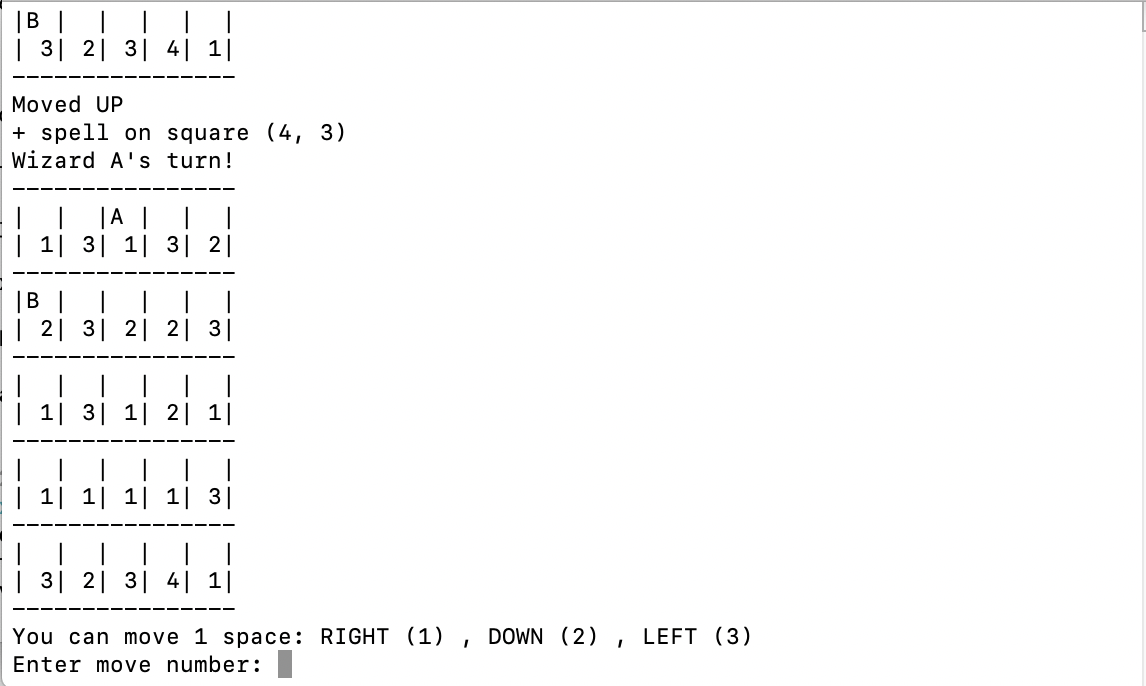 |B |  |  |  |  |
| 3| 2| 3| 4| 1|
----------------
Moved UP
+ spell on square (4, 3)
Wizard A's turn!
----------------
|  |  |A |  |  |
| 1| 3| 1| 3| 2|
----------------
|B |  |  |  |  |
| 2| 3| 2| 2| 3|
----------------
|  |  |  |  |  |
| 1| 3| 1| 2| 1|
----------------
|  |  |  |  |  |
| 1| 1| 1| 1| 3|
----------------
|  |  |  |  |  |
| 3| 2| 3| 4| 1|
----------------
You can move 1 space: RIGHT (1) , DOWN (2) , LEFT (3)
Enter move number: